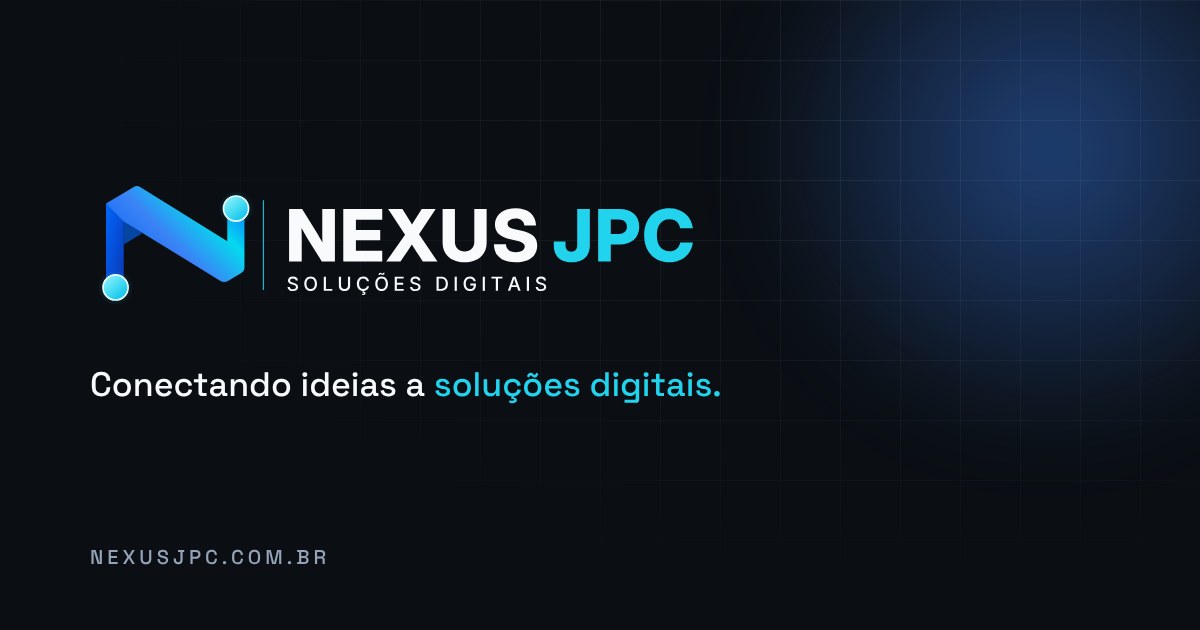 NEXUS JPC
SOLUÇÕES DIGITAIS
Conectando ideias a soluções digitais.
NEXUSJPC.COM.BR